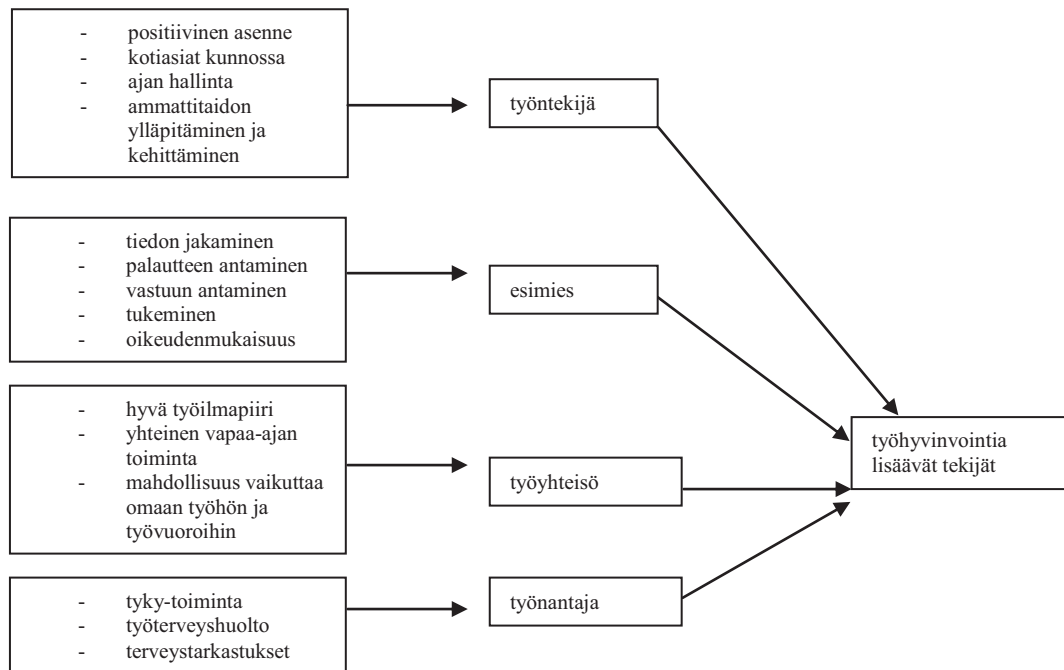 - positiivinen asenne
- kotiasiat kunnossa
- ajan hallinta
- ammattitaidon
ylläpitäminen ja
kehittäminen
työntekijä
- tiedon jakaminen
- palautteen antaminen
- vastuun antaminen
- tukeminen
- oikeudenmukaisuus
esimies
- hyvä työilmapiiri
- yhteinen vapaa-ajan
toiminta
- mahdollisuus vaikuttaa
omaan työhön ja
työvuoroihin
työyhteisö
- tyky-toiminta
- työterveyshuolto
- terveystarkastukset
työnantaja
työhyvinvointia
lisäävät tekijät